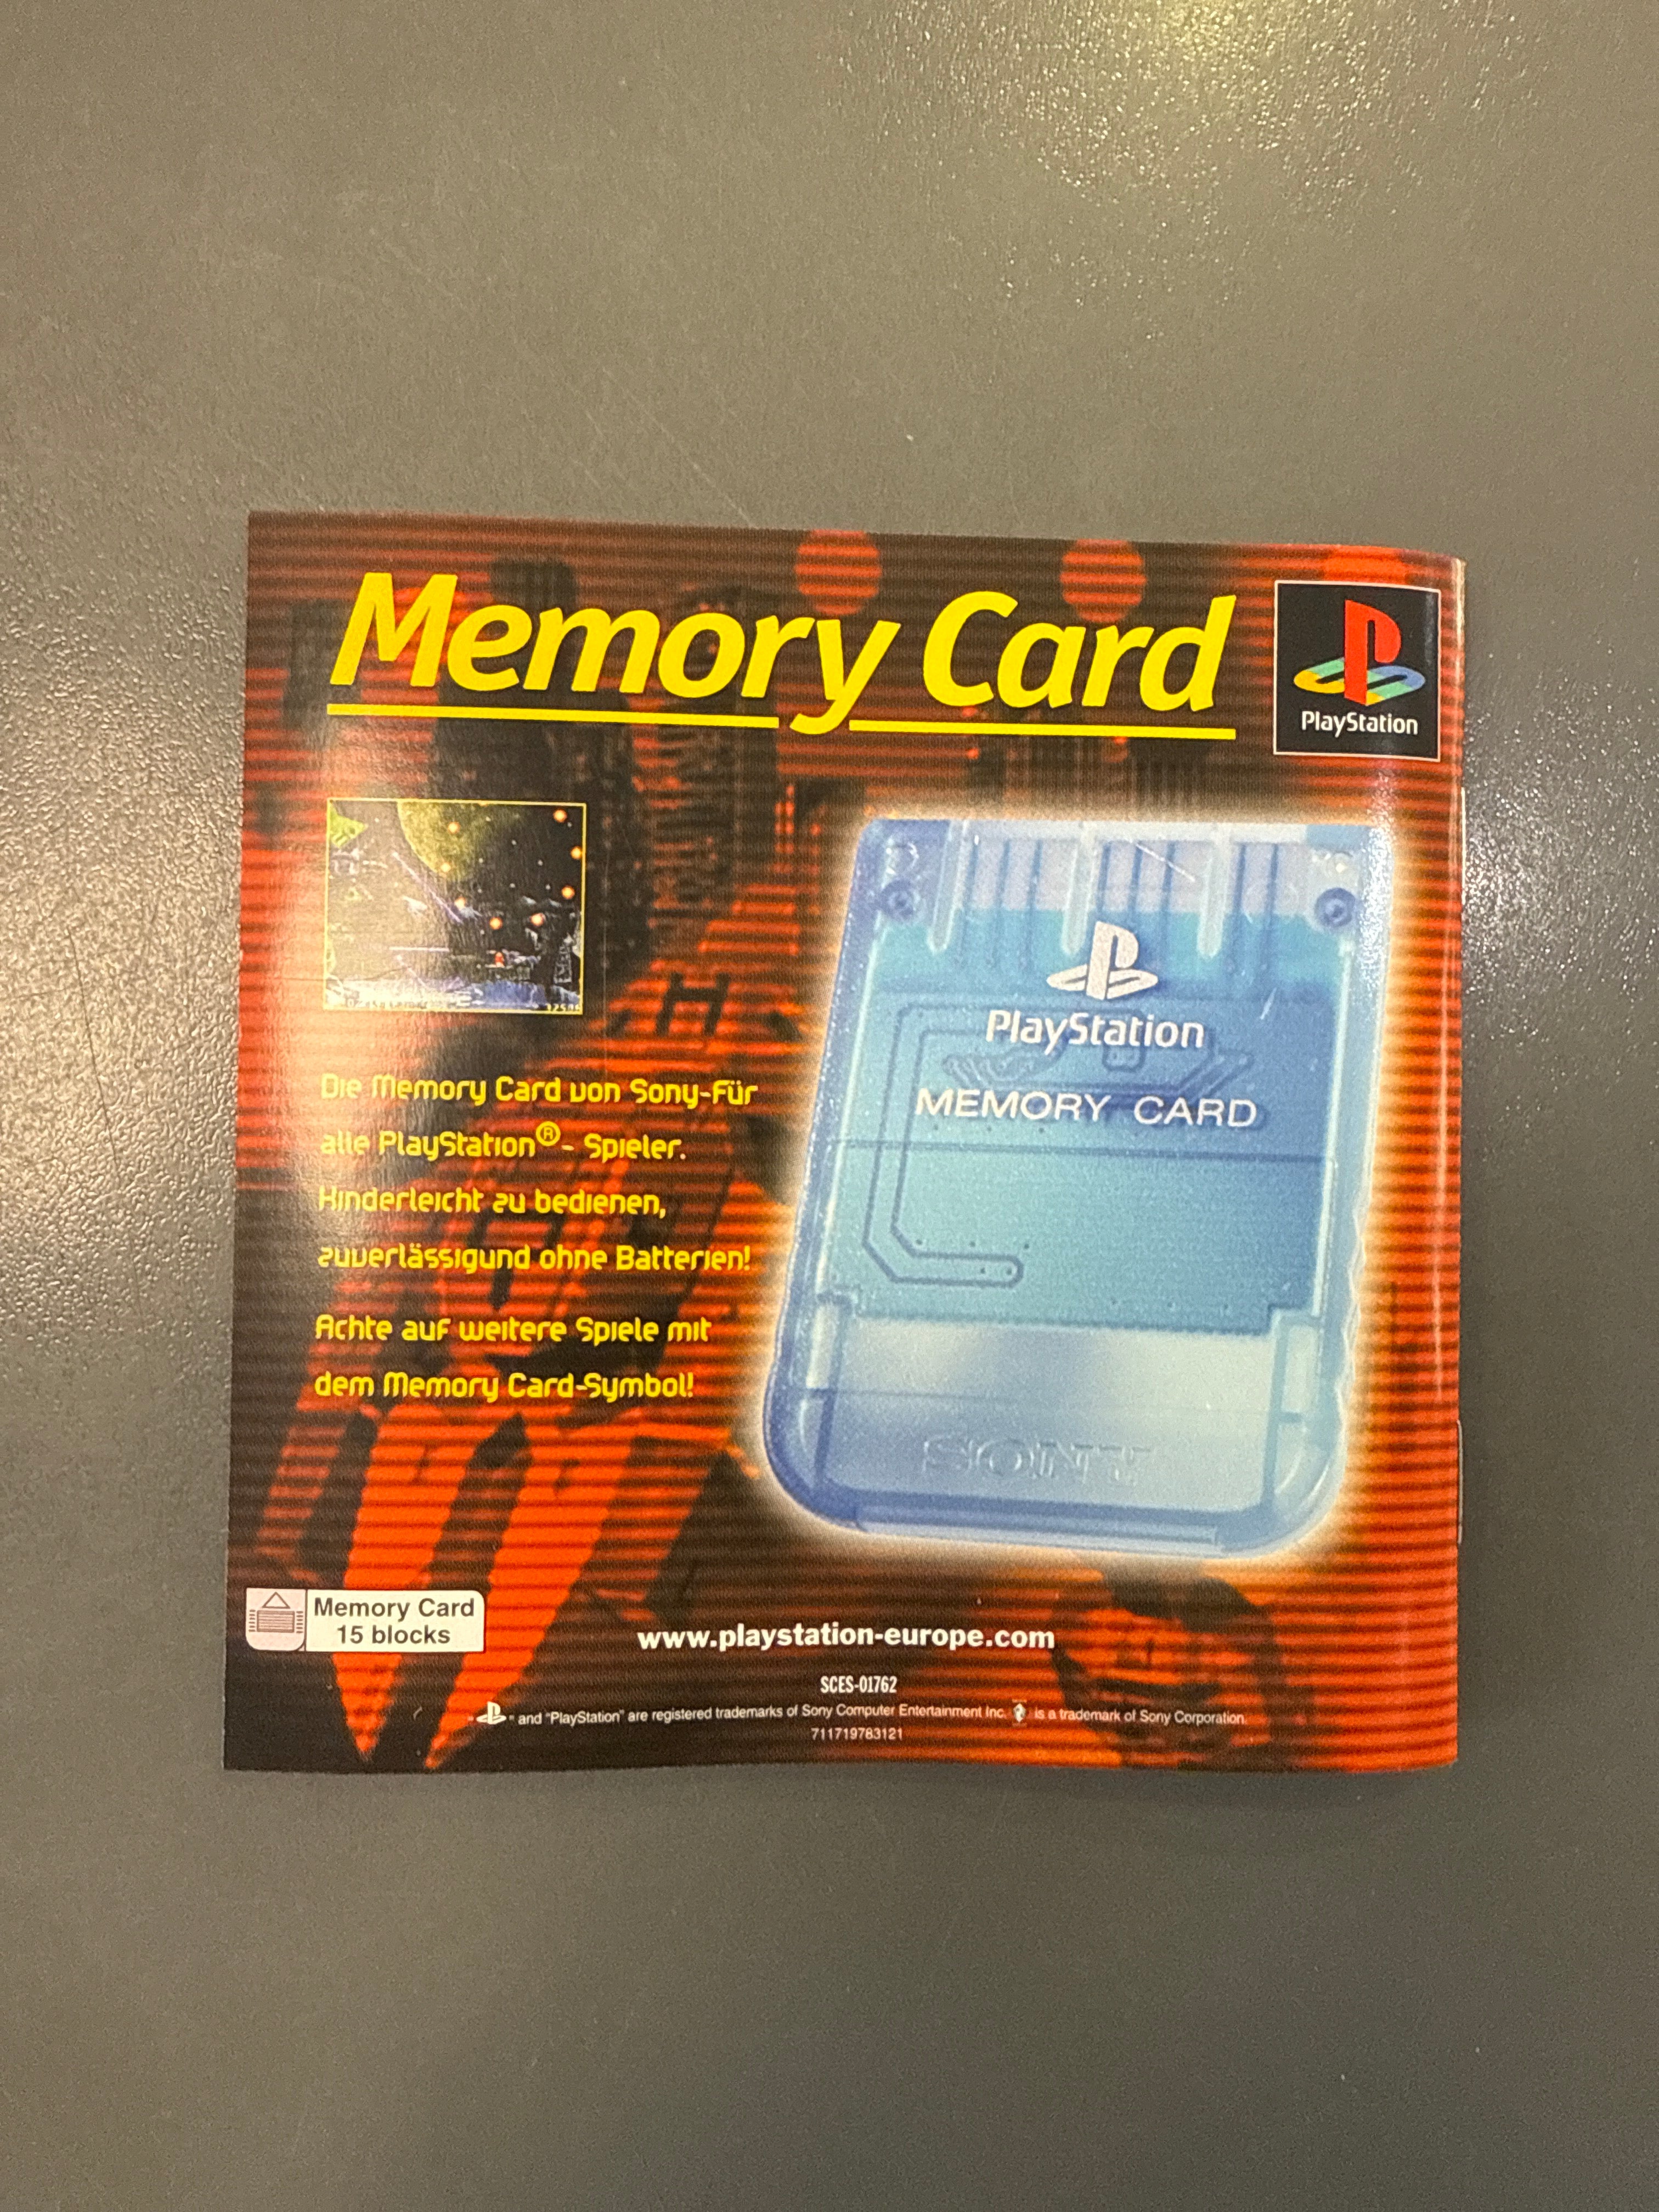 Memory Card
PlayStation
PlayStation
MEMORY CARD
SONY
Die Memory Card von Sony-Für
alle PlayStation®- Spieler.
Kinderleicht zu bedienen,
zuverlässigund ohne Batterien!
Achte auf weitere Spiele mit
dem Memory Card-Symbol!
Memory Card
15 blocks
www.playstation-europe.com
SCES-01762
" " and "PlayStation" are registered trademarks of Sony Computer Entertainment Inc. is a trademark of Sony Corporation.
711719783121